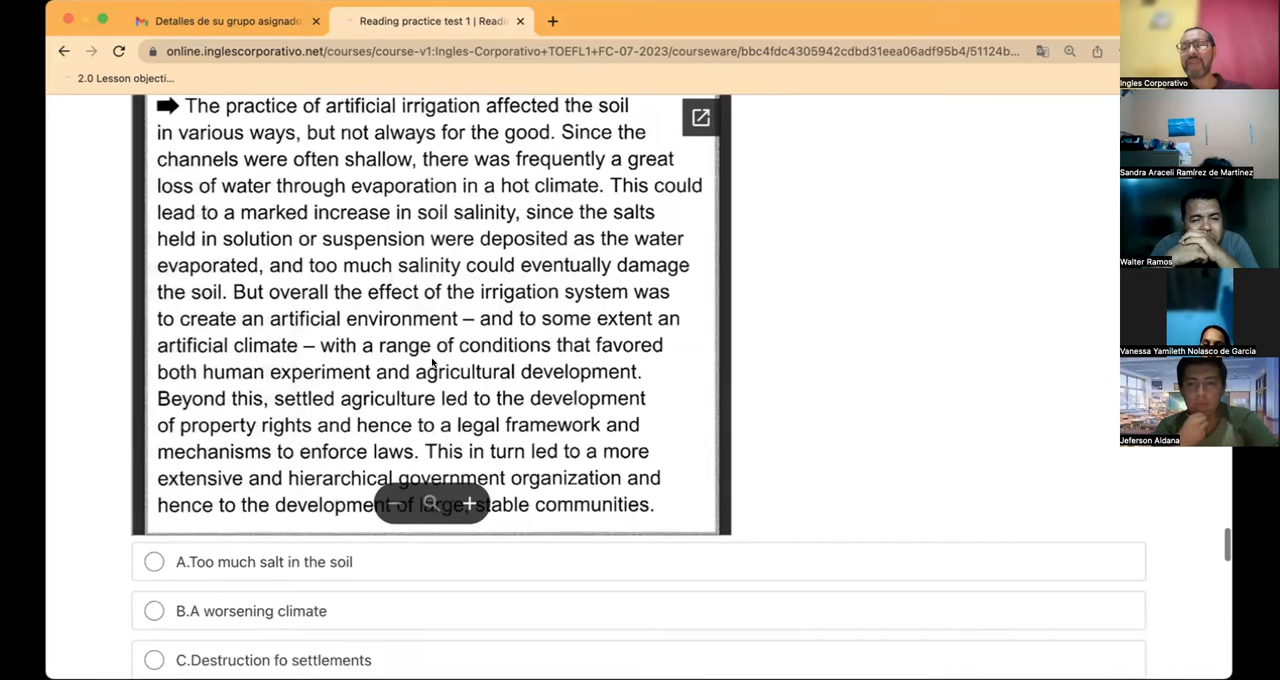 Detalles de su grupo asignado
Reading practice test 1 | Readi
online.inglescorporativo.net/courses/course-v1:Ingles-Corporativo+TOEFL1+FC-07-2023/courseware/bbc4fdc4305942cdbd31eea06adf95b4/51124b...
2.0 Lesson objecti...
The practice of artificial irrigation affected the soil
in various ways, but not always for the good. Since the
channels were often shallow, there was frequently a great
loss of water through evaporation in a hot climate. This could
lead to a marked increase in soil salinity, since the salts
held in solution or suspension were deposited as the water
evaporated, and too much salinity could eventually damage
the soil. But overall the effect of the irrigation system was
to create an artificial environment – and to some extent an
artificial climate – with a range of conditions that favored
both human experiment and agricultural development.
Beyond this, settled agriculture led to the development
of property rights and hence to a legal framework and
mechanisms to enforce laws. This in turn led to a more
extensive and hierarchical government organization and
hence to the development of large, stable communities.
A.Too much salt in the soil
B.A worsening climate
C.Destruction fo settlements
Ingles Corporativo
Sandra Araceli Ramírez de Martinez
Walter Ramos
Vanessa Yamileth Nolasco de Garcia
Jeferson Aldana